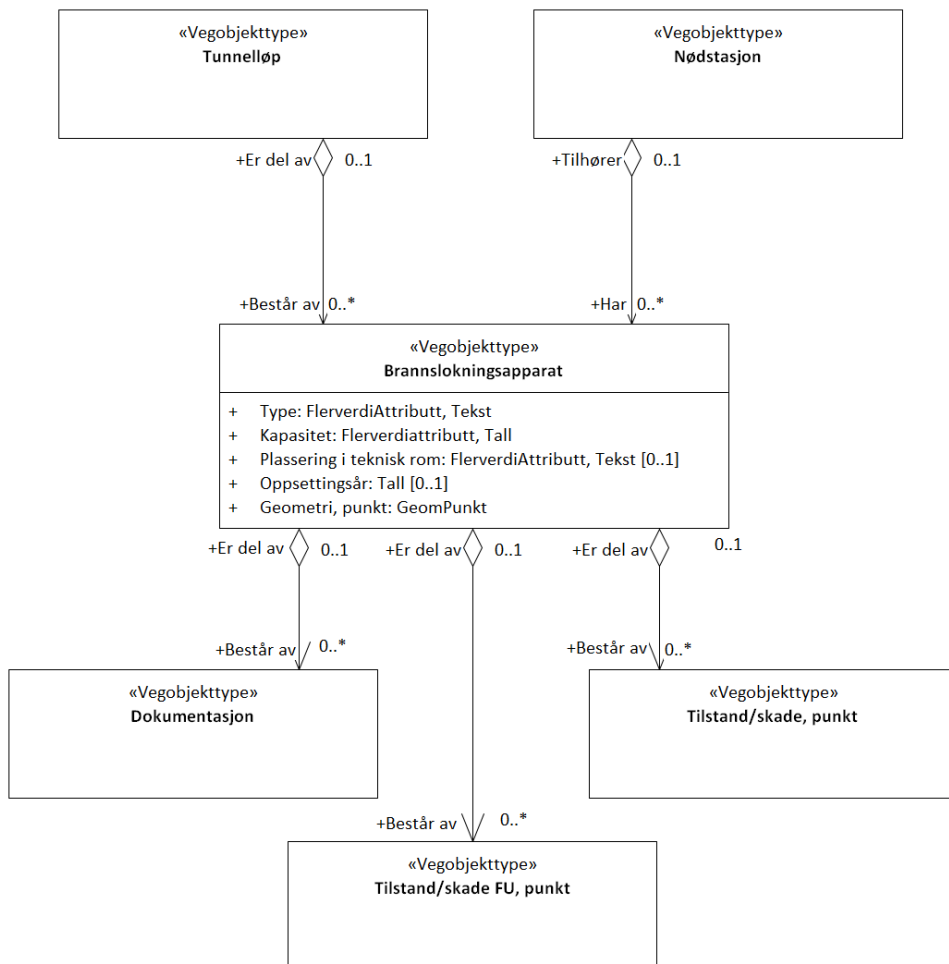 «Vegobjekttype»
Tunnelløp
«Vegobjekttype»
Nødstasjon
+Er del av 0..1
+Tilhører 0..1
+Består av 0..*
+Har 0..*
«Vegobjekttype»
Brannslokningsapparat
+ Type: FlerverdiAttributt, Tekst
+ Kapasitet: Flerverdiattributt, Tall
+ Plassering i teknisk rom: FlerverdiAttributt, Tekst [0..1]
+ Oppsettingsår: Tall [0..1]
+ Geometri, punkt: GeomPunkt
+Er del av 0..1
+Er del av 0..1
+Er del av 0..1
+Består av 0..*
+Består av 0..*
«Vegobjekttype»
Dokumentasjon
«Vegobjekttype»
Tilstand/skade, punkt
+Består av 0..*
«Vegobjekttype»
Tilstand/skade FU, punkt